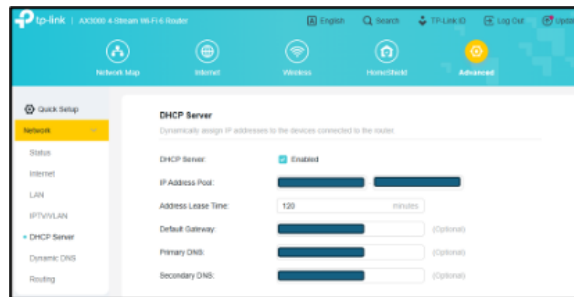 tp-link | AX3000 4-Stream Wi-Fi 6 Router English Search TP-Link ID Log Out
Network Map Internet Wireless HomeShield Advanced
Quick Setup
Network
Status
Internet
LAN
IPTV/VLAN
DHCP Server
Dynamic DNS
Routing
DHCP Server
Dynamically assign IP addresses to the devices connected to the router.
DHCP Server: Enabled
IP Address Pool:
Address Lease Time: 120 minutes
Default Gateway: (Optional)
Primary DNS: (Optional)
Secondary DNS: (Optional)